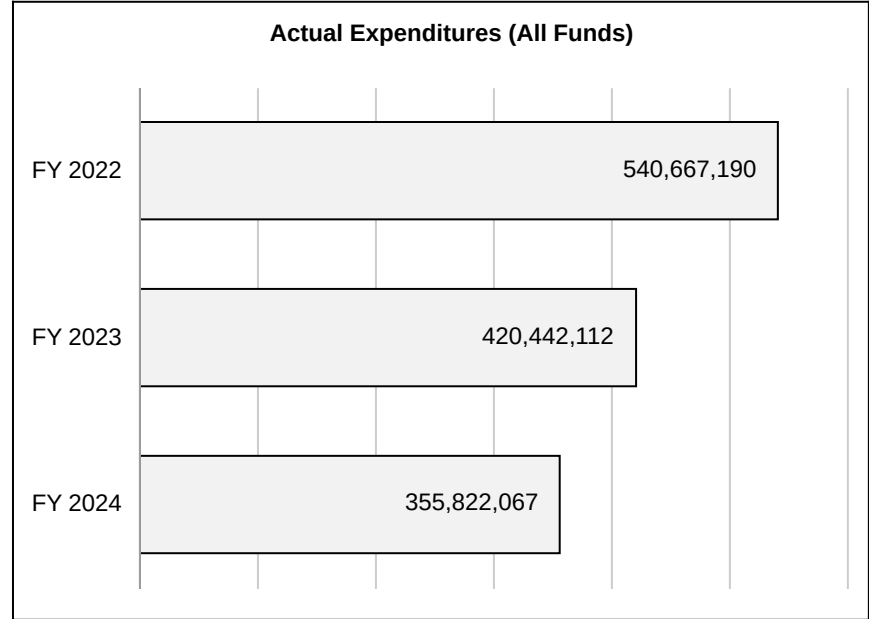 Actual Expenditures (All Funds)
FY 2022
540,667,190
FY 2023
420,442,112
FY 2024
355,822,067